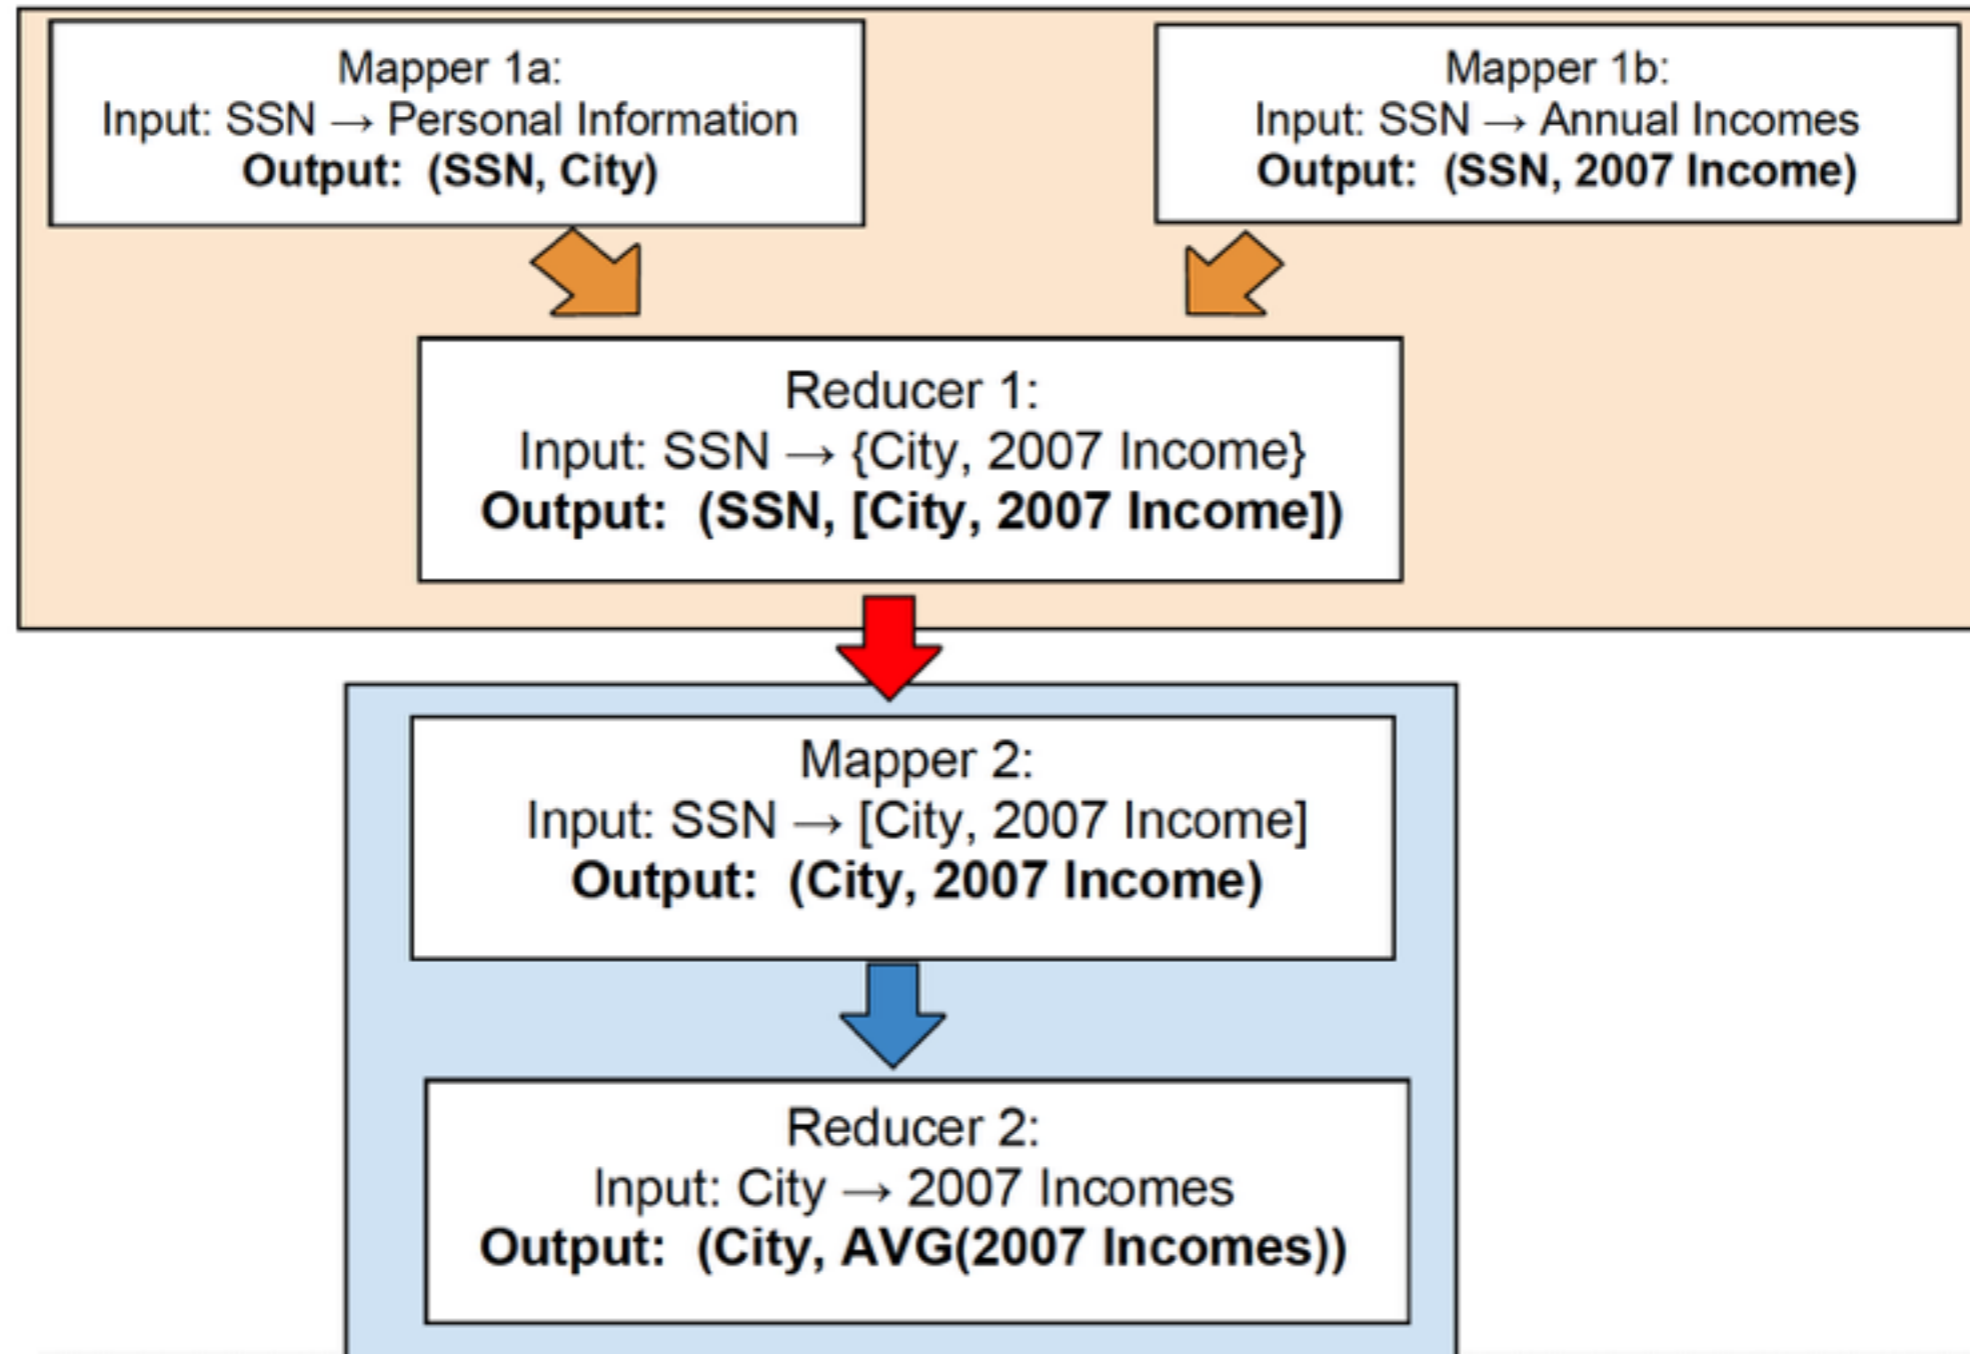 Mapper 1a:
Input: SSN → Personal Information
Output:  (SSN, City)
Mapper 1b:
Input: SSN → Annual Incomes
Output:  (SSN, 2007 Income)
Reducer 1:
Input: SSN → {City, 2007 Income}
Output:  (SSN, [City, 2007 Income])
Mapper 2:
Input: SSN → [City, 2007 Income]
Output:  (City, 2007 Income)
Reducer 2:
Input: City → 2007 Incomes
Output:  (City, AVG(2007 Incomes))